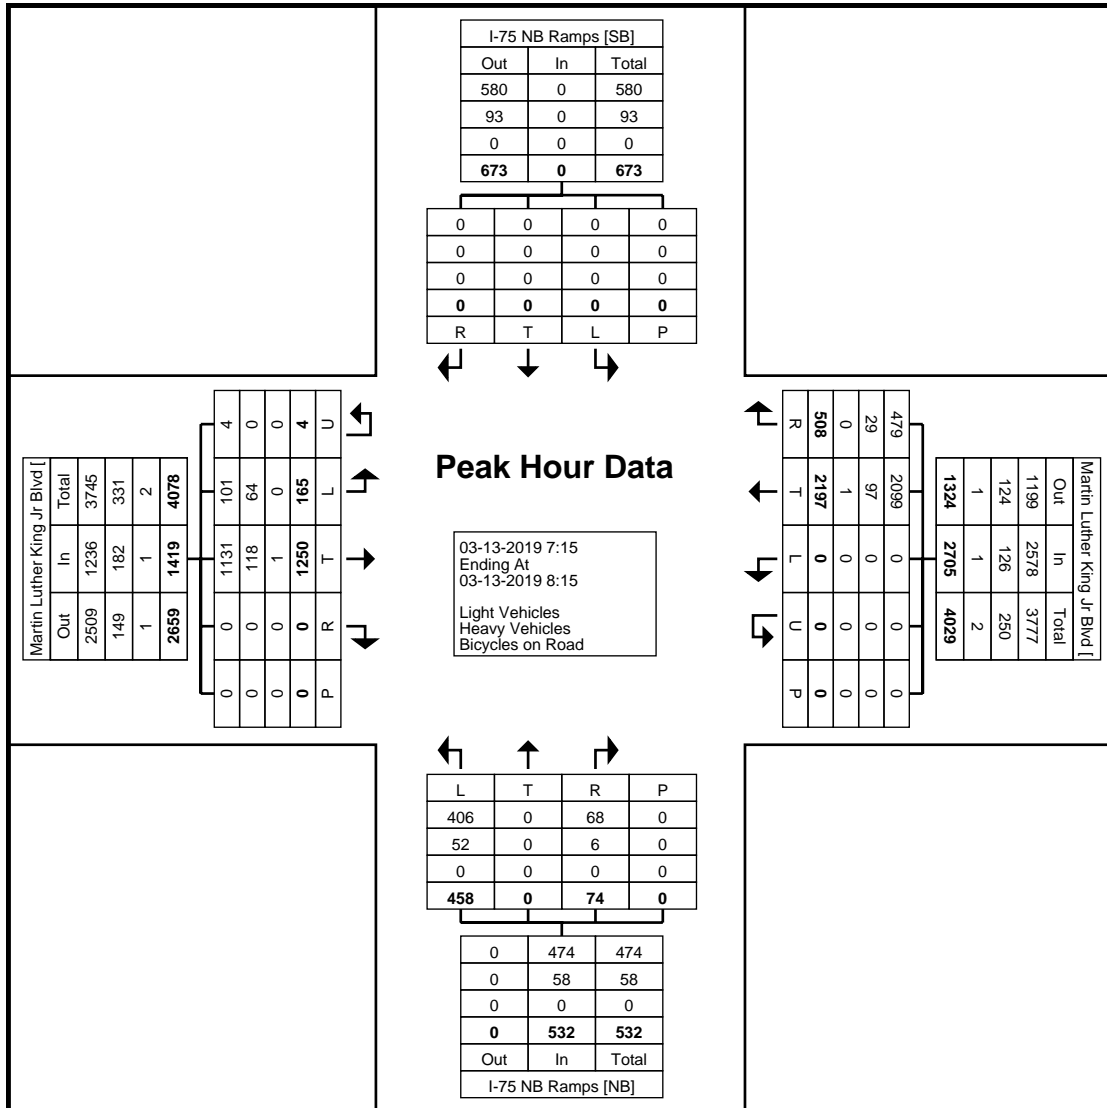 I-75 NB Ramps [SB]
Out In Total
580 0 580
93 0 93
0 0 0
673 0 673
0 0 0 0
0 0 0 0
0 0 0 0
0 0 0 0
R T L P
Martin Luther King Jr Blvd [
Total 3745 331 2 4078
In 1236 182 1 1419
Out 2509 149 1 2659
4 0 0 4 U
101 64 0 165 L
1131 118 1 1250 T
0 0 0 0 R
0 0 0 0 P
Peak Hour Data
03-13-2019 7:15
Ending At
03-13-2019 8:15
Light Vehicles
Heavy Vehicles
Bicycles on Road
R 508 0 29 479
T 2197 1 97 2099
L 0 0 0 0
U 0 0 0 0
P 0 0 0 0
1324 1 124 1199 Out
2705 1 126 2578 In
4029 2 250 3777 Total
Martin Luther King Jr Blvd [
L T R P
406 0 68 0
52 0 6 0
0 0 0 0
458 0 74 0
0 474 474
0 58 58
0 0 0
0 532 532
Out In Total
I-75 NB Ramps [NB]